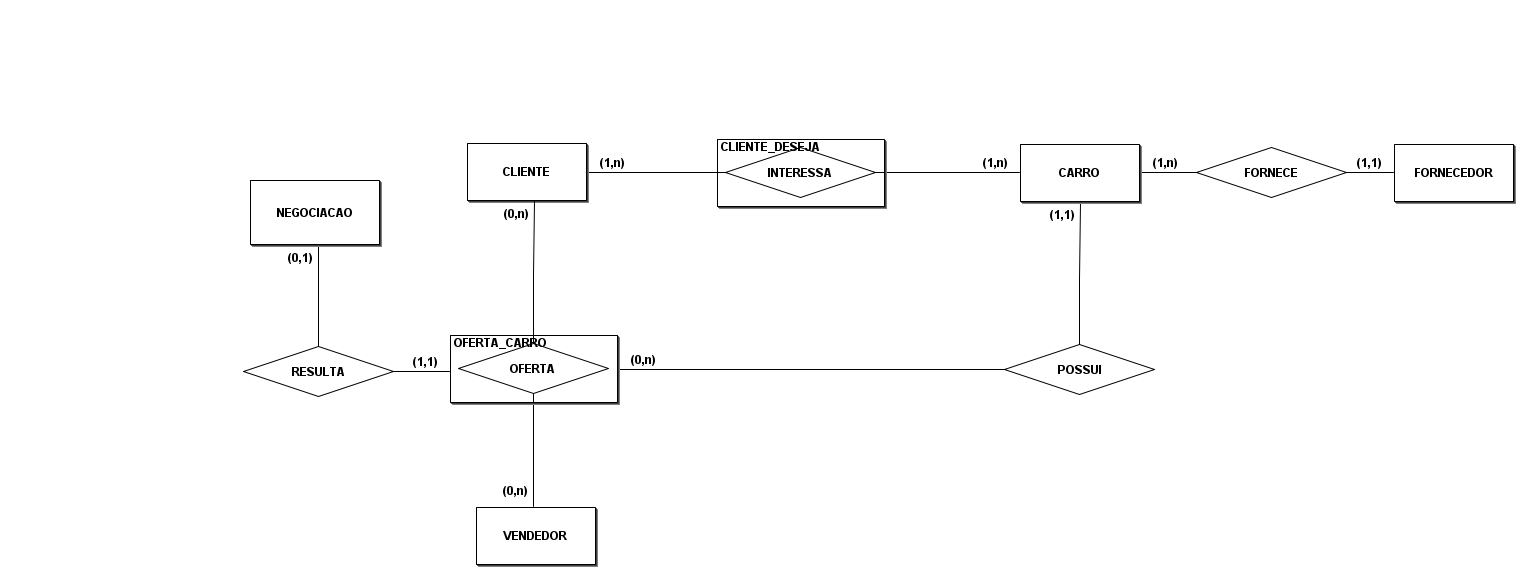 CLIENTE_DESEJA
CLIENTE (1,n) INTERESSA (1,n) CARRO (1,n) FORNECE (1,1) FORNECEDOR
NEGOCIACAO (0,n) (1,1)
(0,1)
OFERTA_CARRO
RESULTA (1,1) OFERTA (0,n) POSSUI
(0,n)
VENDEDOR